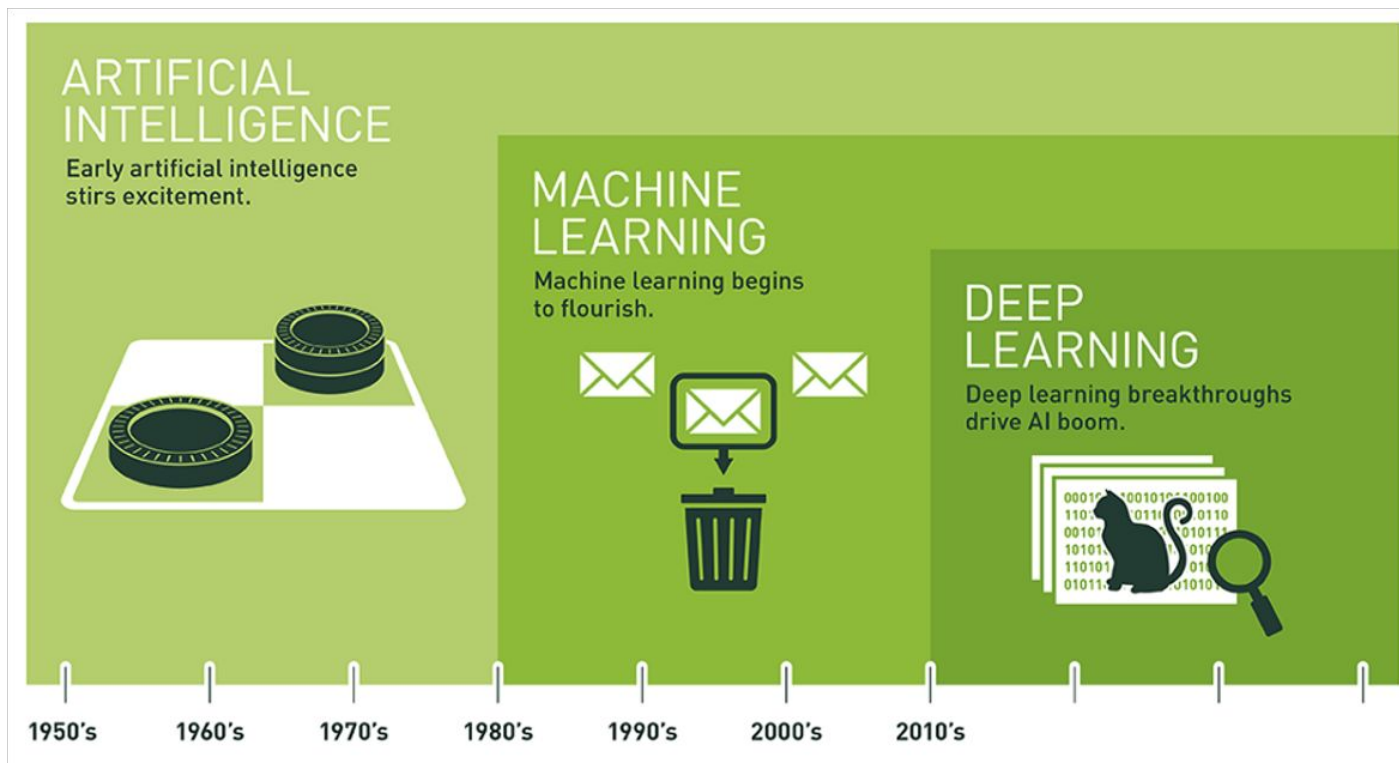 ARTIFICIAL
INTELLIGENCE
Early artificial intelligence
stirs excitement.
MACHINE
LEARNING
Machine learning begins
to flourish.
DEEP
LEARNING
Deep learning breakthroughs
drive AI boom.
1950's
1960's
1970's
1980's
1990's
2000's
2010's